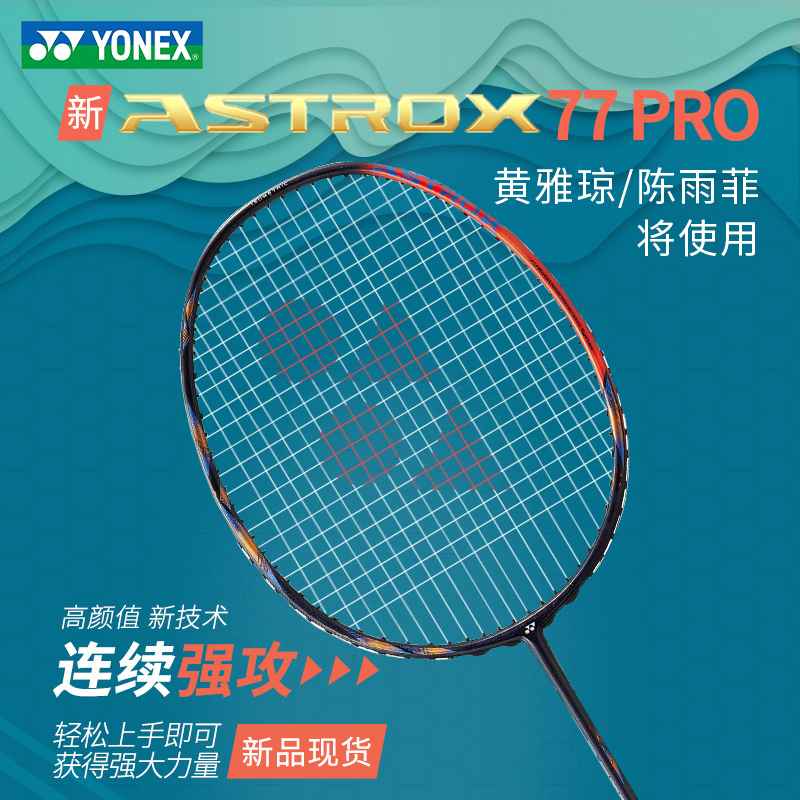 YONEX®
新 ASTROX 77 PRO
黄雅琼/陈雨菲
将使用
高颜值 新技术
连续强攻
轻松上手即可
获得强大力量
新品现货